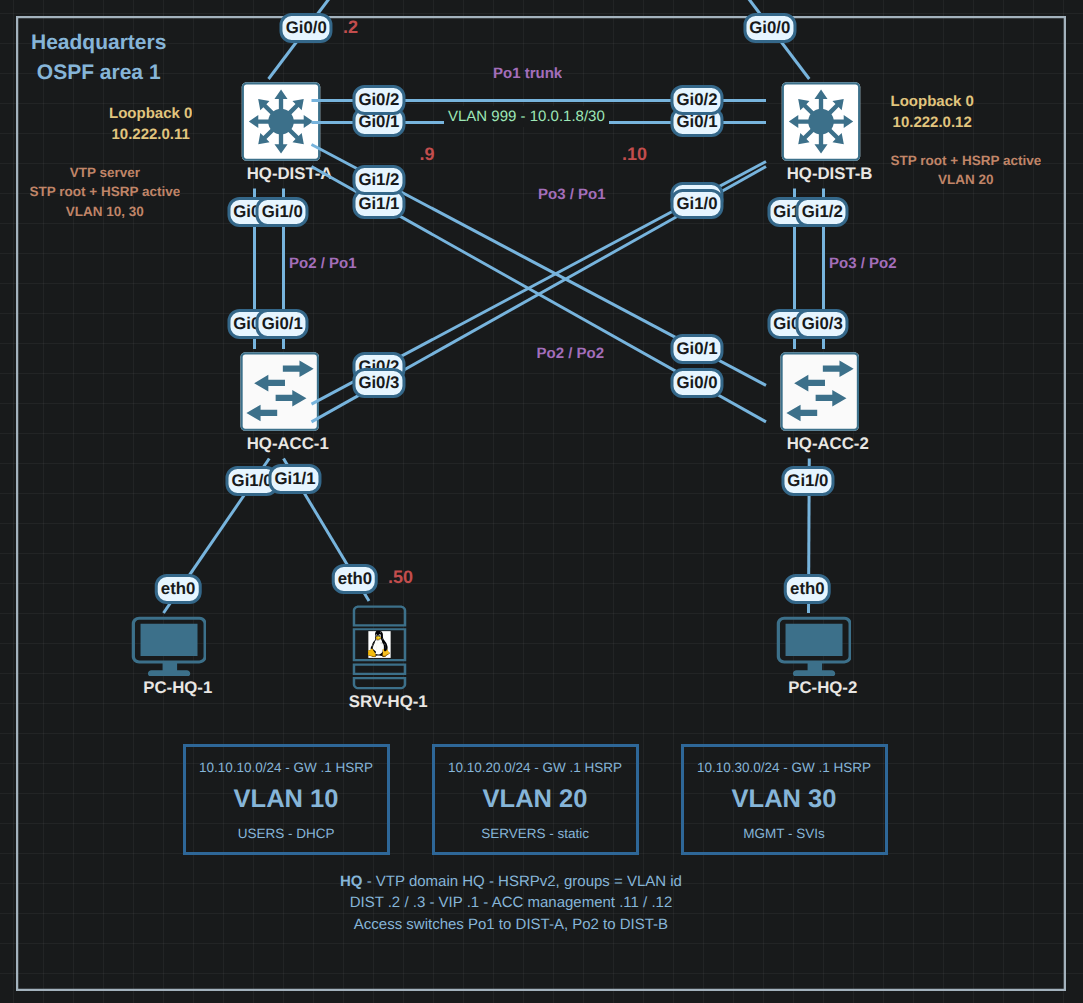 Gi0/0
.2
Gi0/0
Headquarters
OSPF area 1
Po1 trunk
Loopback 0
10.222.0.11
Gi0/2
Gi0/1
VLAN 999 - 10.0.1.8/30
Gi0/2
Gi0/1
Loopback 0
10.222.0.12
.9
.10
HQ-DIST-A
HQ-DIST-B
VTP server
STP root + HSRP active
VLAN 10, 30
STP root + HSRP active
VLAN 20
Gi1/2
Gi1/1
Po3 / Po1
Gi1/0
Gi1/0
Gi1/2
Po2 / Po1
Po3 / Po2
Gi0/1
Gi0/3
Gi0/2
Gi0/3
Po2 / Po2
Gi0/1
Gi0/0
HQ-ACC-1
HQ-ACC-2
Gi1/0
Gi1/1
Gi1/0
eth0
eth0
.50
eth0
PC-HQ-1
SRV-HQ-1
PC-HQ-2
10.10.10.0/24 - GW .1 HSRP
VLAN 10
USERS - DHCP
10.10.20.0/24 - GW .1 HSRP
VLAN 20
SERVERS - static
10.10.30.0/24 - GW .1 HSRP
VLAN 30
MGMT - SVIs
HQ - VTP domain HQ - HSRPv2, groups = VLAN id
DIST .2 / .3 - VIP .1 - ACC management .11 / .12
Access switches Po1 to DIST-A, Po2 to DIST-B